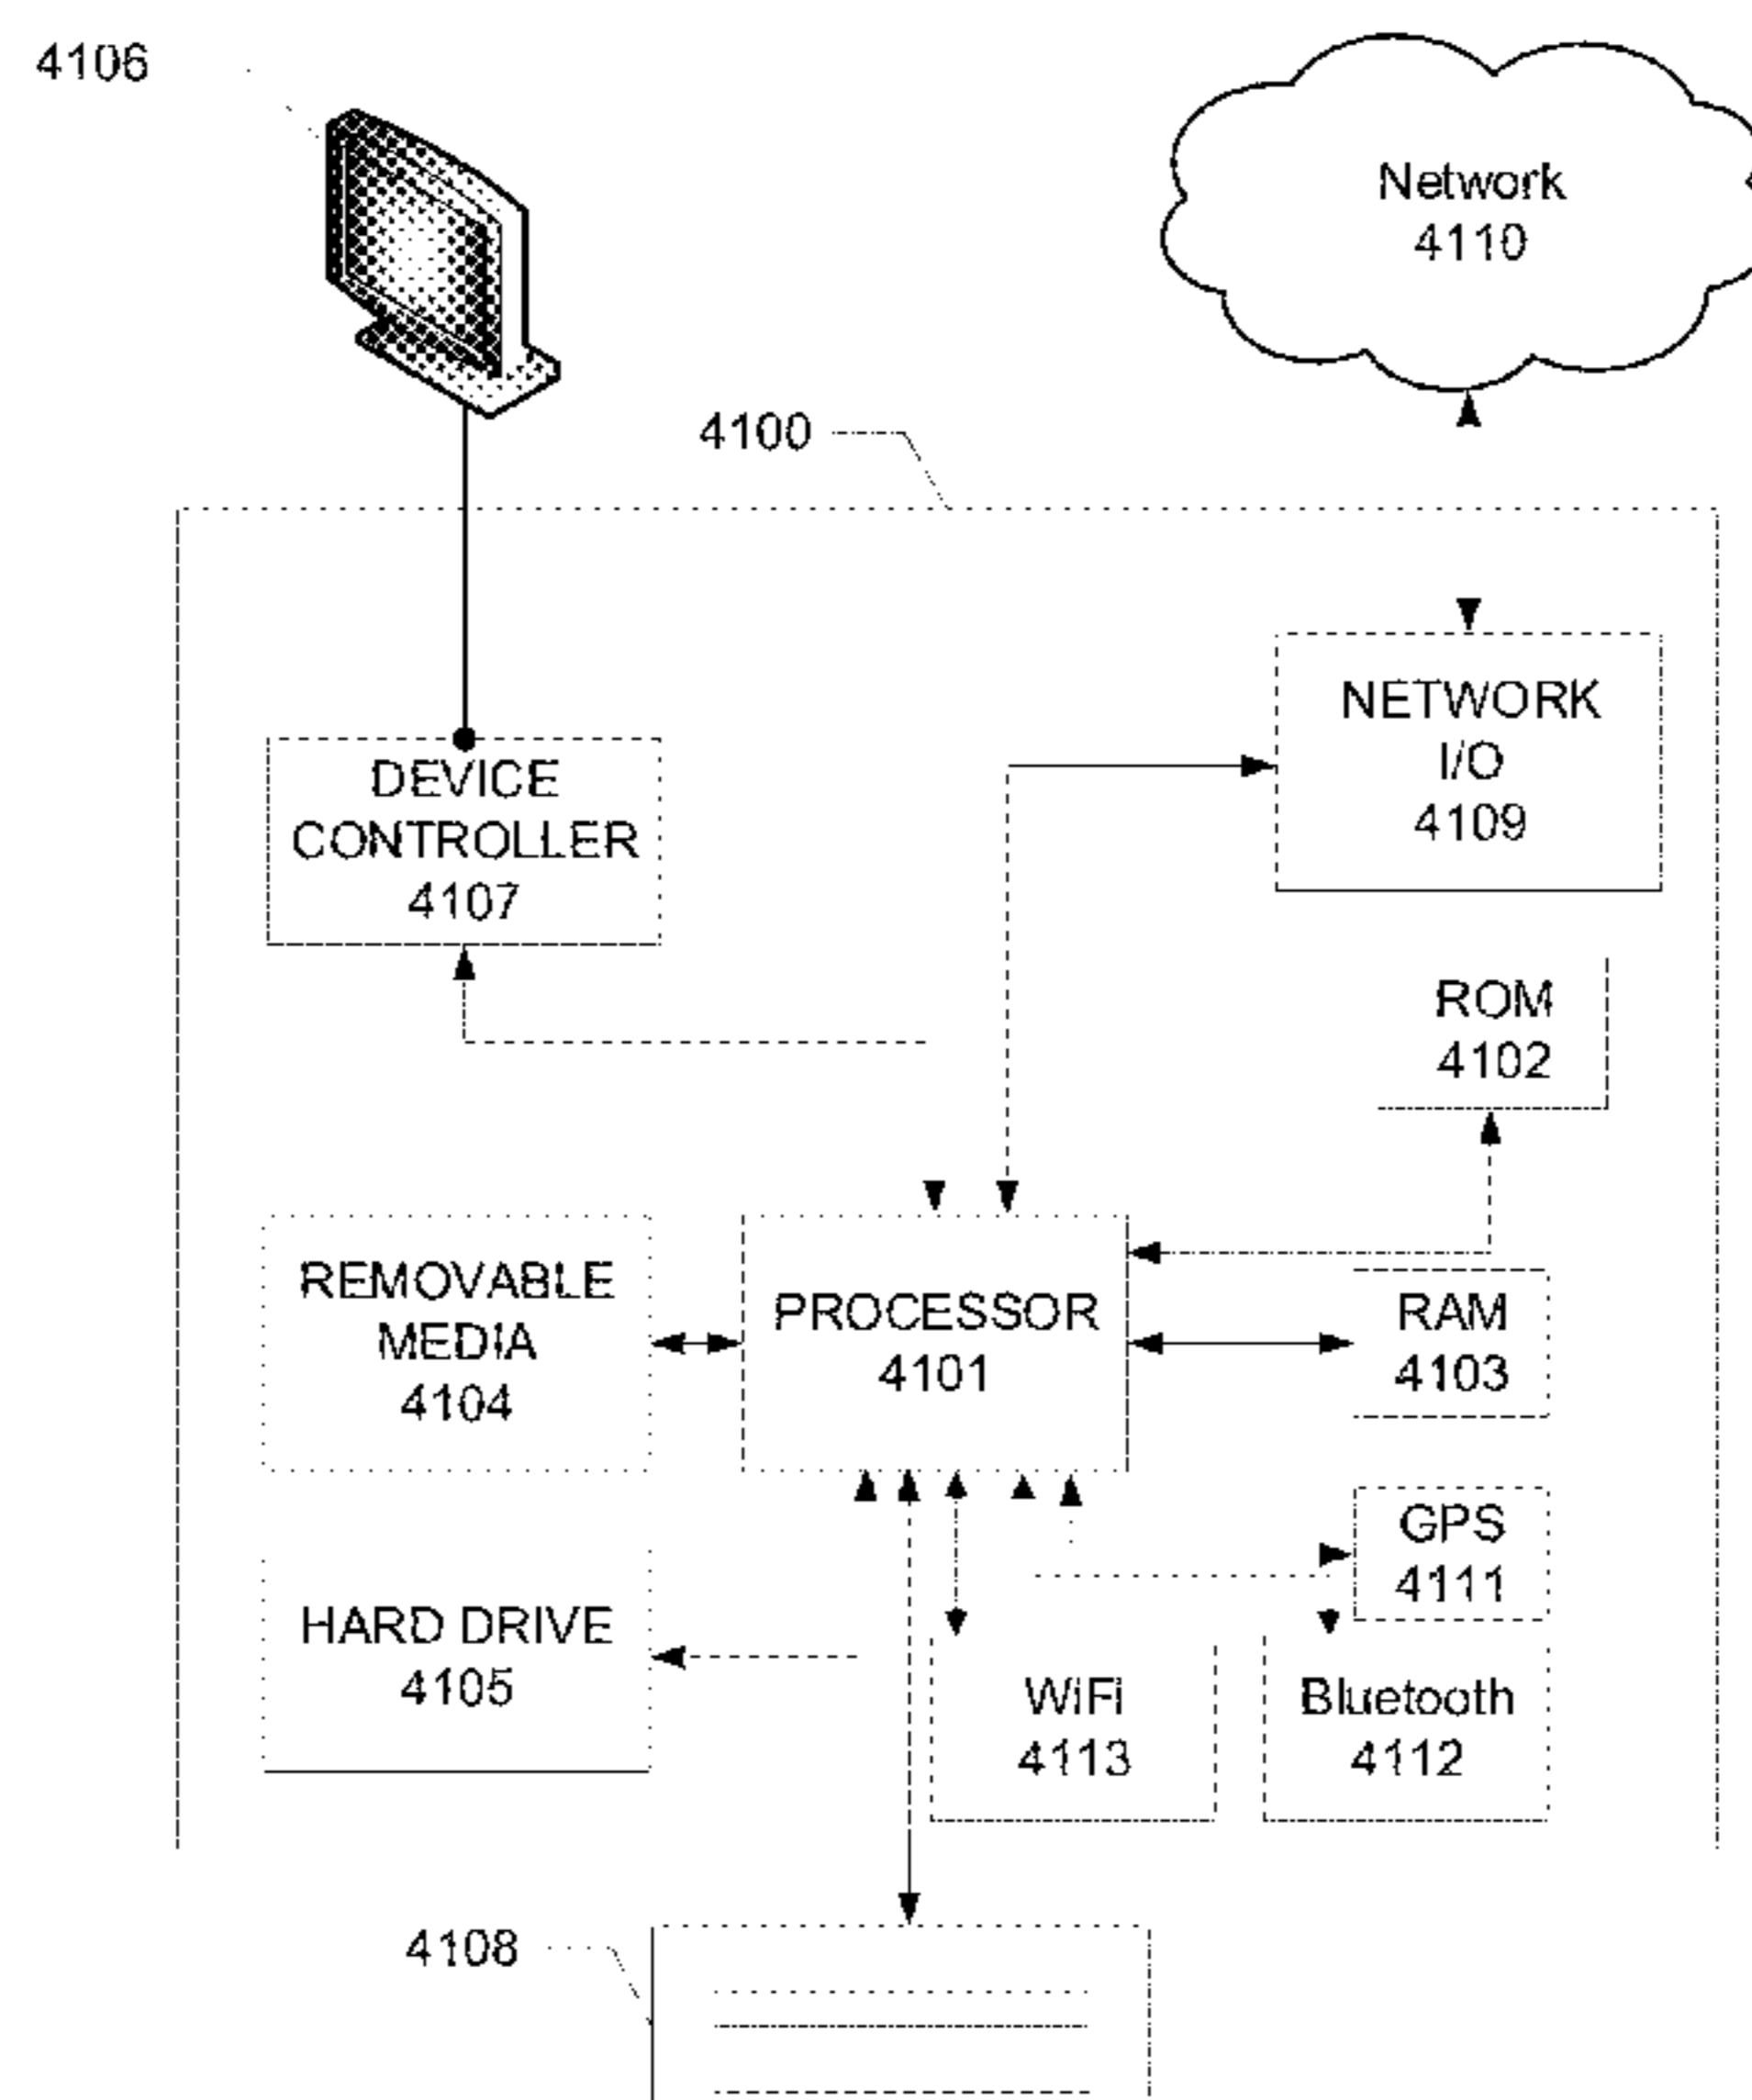 4106
Network
4110
4100
NETWORK
I/O
4109
DEVICE
CONTROLLER
4107
ROM
4102
REMOVABLE
MEDIA
4104
PROCESSOR
4101
RAM
4103
GPS
4111
HARD DRIVE
4105
WiFi
4113
Bluetooth
4112
4108